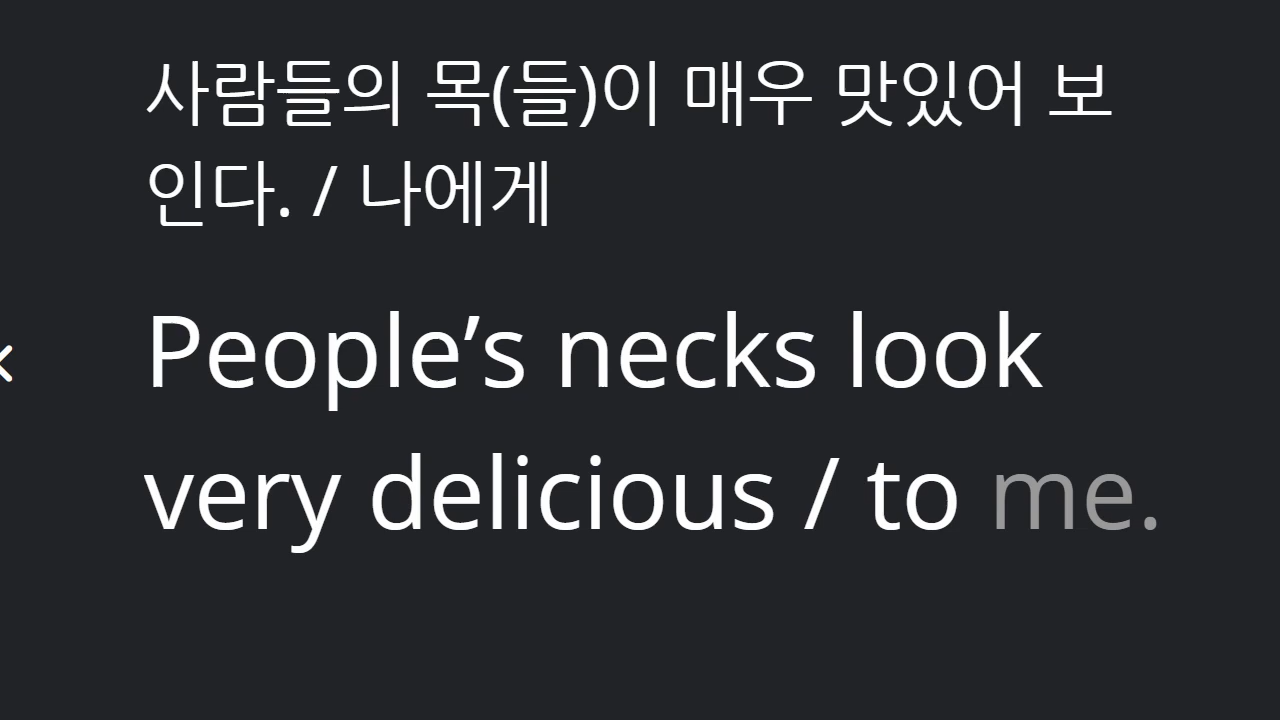 사람들의 목(들)이 매우 맛있어 보
인다. / 나에게
People’s necks look
very delicious / to me.